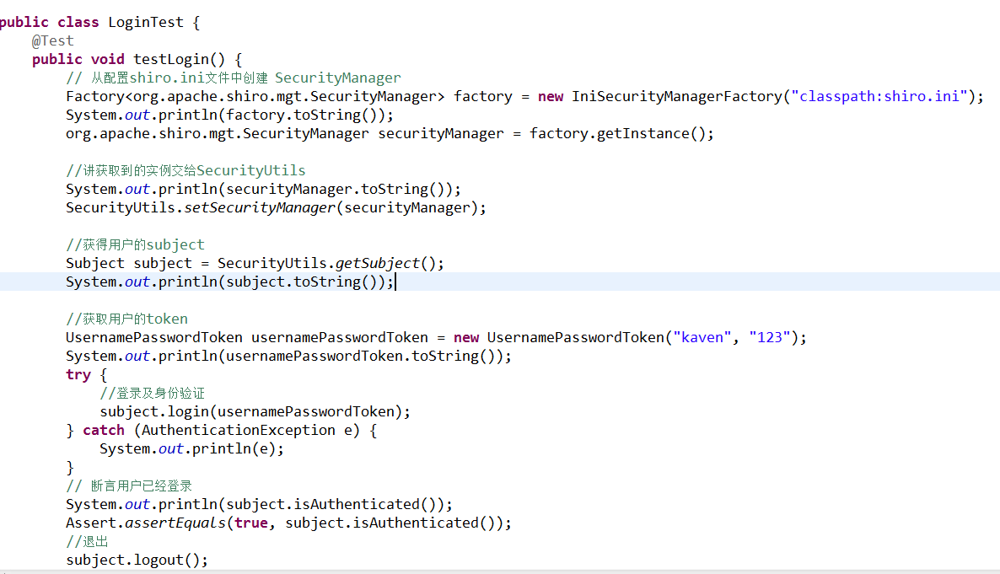 public class LoginTest {
@Test
public void testLogin() {
// 从配置shiro.ini文件中创建 SecurityManager
Factory<org.apache.shiro.mgt.SecurityManager> factory = new IniSecurityManagerFactory("classpath:shiro.ini");
System.out.println(factory.toString());
org.apache.shiro.mgt.SecurityManager securityManager = factory.getInstance();
//讲获取到的实例交给SecurityUtils
System.out.println(securityManager.toString());
SecurityUtils.setSecurityManager(securityManager);
//获得用户的subject
Subject subject = SecurityUtils.getSubject();
System.out.println(subject.toString());
//获取用户的token
UsernamePasswordToken usernamePasswordToken = new UsernamePasswordToken("kaven", "123");
System.out.println(usernamePasswordToken.toString());
try {
//登录及身份验证
subject.login(usernamePasswordToken);
} catch (AuthenticationException e) {
System.out.println(e);
}
// 断言用户已经登录
System.out.println(subject.isAuthenticated());
Assert.assertEquals(true, subject.isAuthenticated());
//退出
subject.logout();